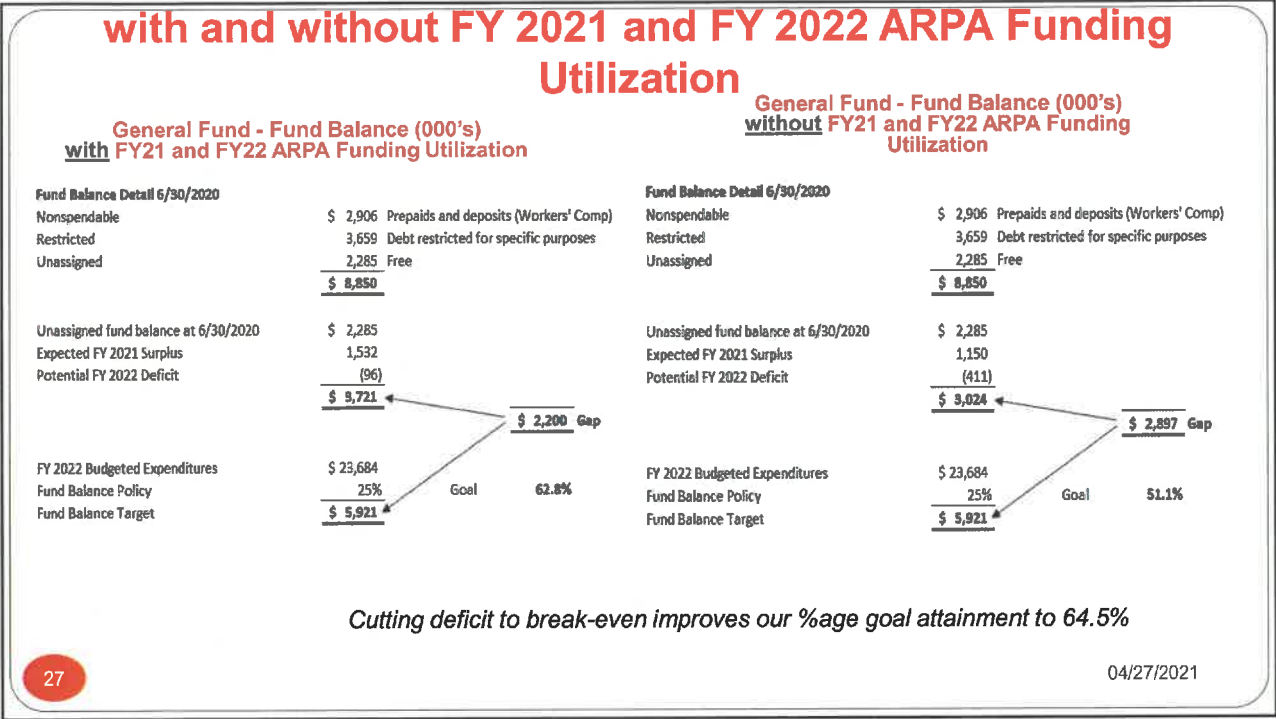 with and without FY 2021 and FY 2022 ARPA Funding
Utilization
General Fund - Fund Balance (000's)
with FY21 and FY22 ARPA Funding Utilization
Fund Balance Detail 6/30/2020
Nonspendable $ 2,906 Prepaids and deposits (Workers' Comp)
Restricted 3,659 Debt restricted for specific purposes
Unassigned 2,285 Free
$ 8,850
Unassigned fund balance at 6/30/2020 $ 2,285
Expected FY 2021 Surplus 1,532
Potential FY 2022 Deficit (96)
$ 3,721
$ 2,200 Gap
FY 2022 Budgeted Expenditures $ 23,684
Fund Balance Policy 25% Goal 62.8%
Fund Balance Target $ 5,921
General Fund - Fund Balance (000's)
without FY21 and FY22 ARPA Funding
Utilization
Fund Balance Detail 6/30/2020
Nonspendable $ 2,906 Prepaids and deposits (Workers' Comp)
Restricted 3,659 Debt restricted for specific purposes
Unassigned 2,285 Free
$ 8,850
Unassigned fund balance at 6/30/2020 $ 2,285
Expected FY 2021 Surplus 1,150
Potential FY 2022 Deficit (411)
$ 3,024
$ 2,897 Gap
FY 2022 Budgeted Expenditures $ 23,684
Fund Balance Policy 25% Goal 51.1%
Fund Balance Target $ 5,921
Cutting deficit to break-even improves our %age goal attainment to 64.5%
27
04/27/2021